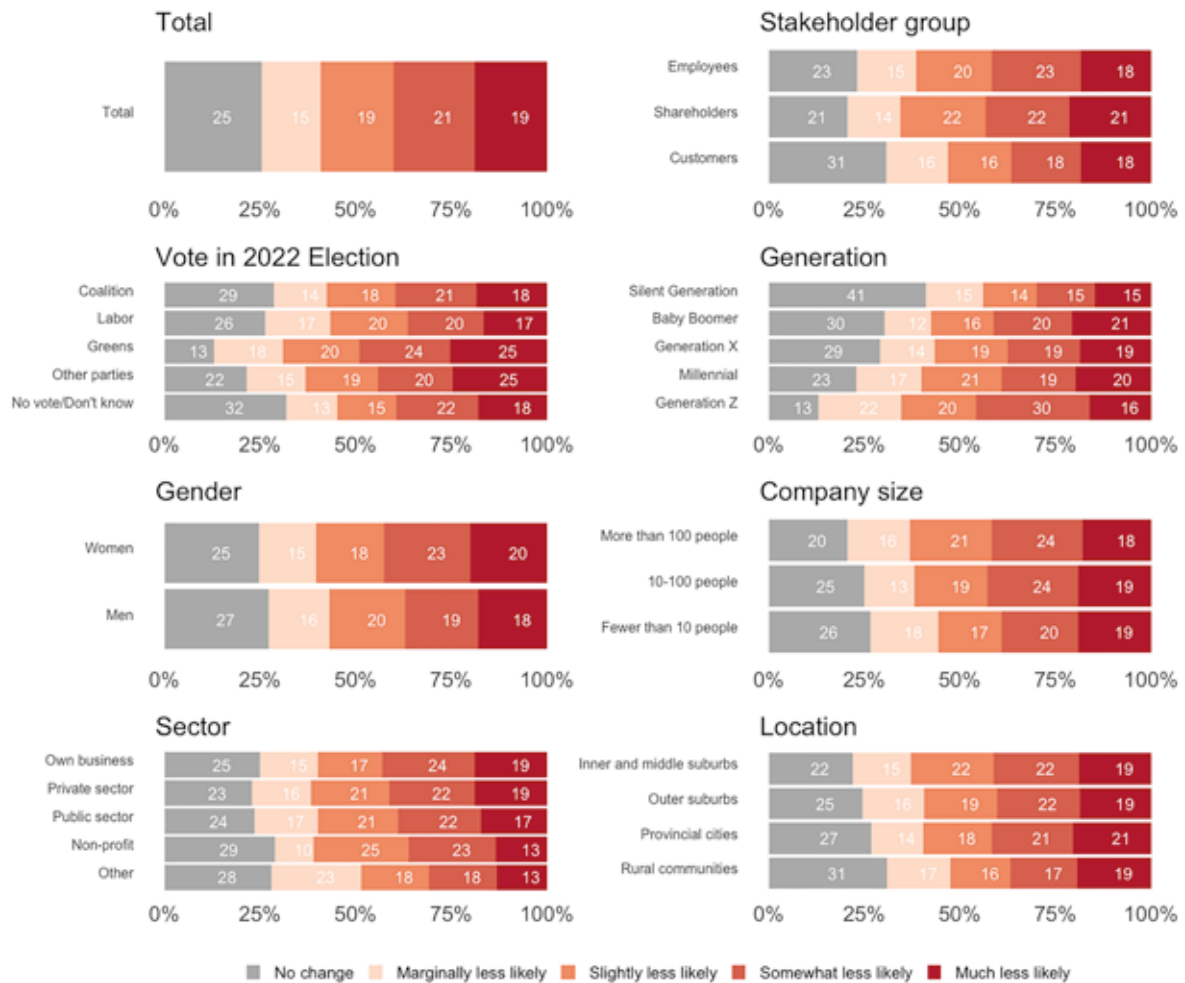 Total
Total 25 15 19 21 19
0% 25% 50% 75% 100%
Stakeholder group
Employees 23 15 20 23 18
Shareholders 21 14 22 22 21
Customers 31 16 16 18 18
0% 25% 50% 75% 100%
Vote in 2022 Election
Coalition 29 14 18 21 18
Labor 26 17 20 20 17
Greens 13 18 20 24 25
Other parties 22 15 19 20 25
No vote/Don't know 32 13 15 22 18
0% 25% 50% 75% 100%
Generation
Silent Generation 41 15 14 15 15
Baby Boomer 30 12 16 20 21
Generation X 29 14 19 19 19
Millennial 23 17 21 19 20
Generation Z 13 22 20 30 16
0% 25% 50% 75% 100%
Gender
Women 25 15 18 23 20
Men 27 16 20 19 18
0% 25% 50% 75% 100%
Company size
More than 100 people 20 16 21 24 18
10-100 people 25 13 19 24 19
Fewer than 10 people 26 18 17 20 19
0% 25% 50% 75% 100%
Sector
Own business 25 15 17 24 19
Private sector 23 16 21 22 19
Public sector 24 17 21 22 17
Non-profit 29 10 25 23 13
Other 28 23 18 18 13
0% 25% 50% 75% 100%
Location
Inner and middle suburbs 22 15 22 22 19
Outer suburbs 25 16 19 22 19
Provincial cities 27 14 18 21 21
Rural communities 31 17 16 17 19
0% 25% 50% 75% 100%
No change Marginally less likely Slightly less likely Somewhat less likely Much less likely